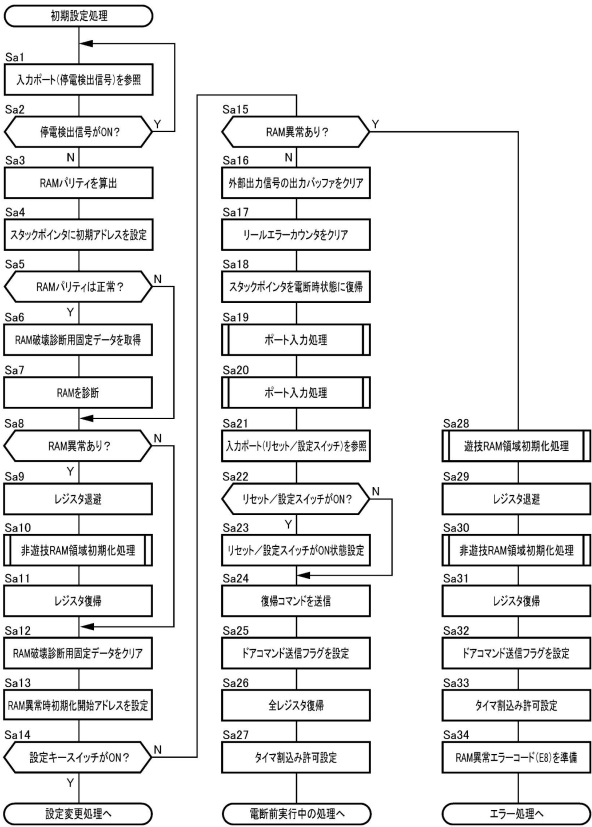 初期設定処理
Sa1
入力ポート(停電検出信号)を参照
Sa2
停電検出信号がON?
Y
N
Sa3
RAMパリティを算出
Sa4
スタックポインタに初期アドレスを設定
Sa5
RAMパリティは正常?
N
Y
Sa6
RAM破壊診断用固定データを取得
Sa7
RAMを診断
Sa8
RAM異常あり?
N
Y
Sa9
レジスタ退避
Sa10
非遊技RAM領域初期化処理
Sa11
レジスタ復帰
Sa12
RAM破壊診断用固定データをクリア
Sa13
RAM異常時初期化開始アドレスを設定
Sa14
設定キースイッチがON?
N
Y
設定変更処理へ
Sa15
RAM異常あり?
Y
N
Sa16
外部出力信号の出力バッファをクリア
Sa17
リールエラーカウンタをクリア
Sa18
スタックポインタを電断時状態に復帰
Sa19
ポート入力処理
Sa20
ポート入力処理
Sa21
入力ポート(リセット/設定スイッチ)を参照
Sa22
リセット/設定スイッチがON?
N
Y
Sa23
リセット/設定スイッチがON状態設定
Sa24
復帰コマンドを送信
Sa25
ドアコマンド送信フラグを設定
Sa26
全レジスタ復帰
Sa27
タイマ割込み許可設定
電断前実行中の処理へ
Sa28
遊技RAM領域初期化処理
Sa29
レジスタ退避
Sa30
非遊技RAM領域初期化処理
Sa31
レジスタ復帰
Sa32
ドアコマンド送信フラグを設定
Sa33
タイマ割込み許可設定
Sa34
RAM異常エラーコード(E8)を準備
エラー処理へ